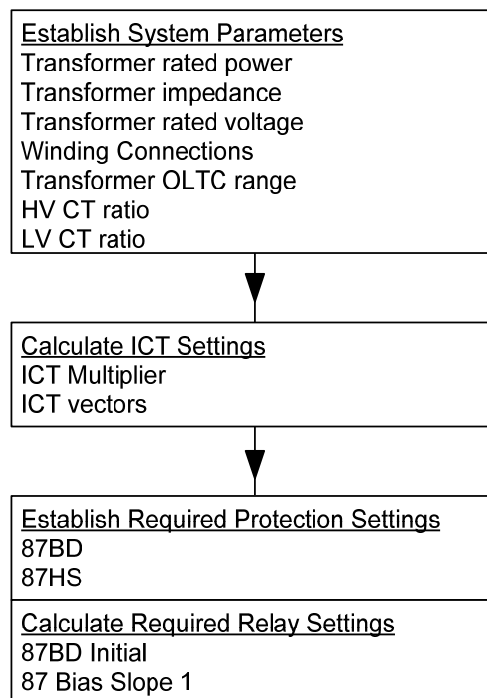 Establish System Parameters
Transformer rated power
Transformer impedance
Transformer rated voltage
Winding Connections
Transformer OLTC range
HV CT ratio
LV CT ratio
Calculate ICT Settings
ICT Multiplier
ICT vectors
Establish Required Protection Settings
87BD
87HS
Calculate Required Relay Settings
87BD Initial
87 Bias Slope 1